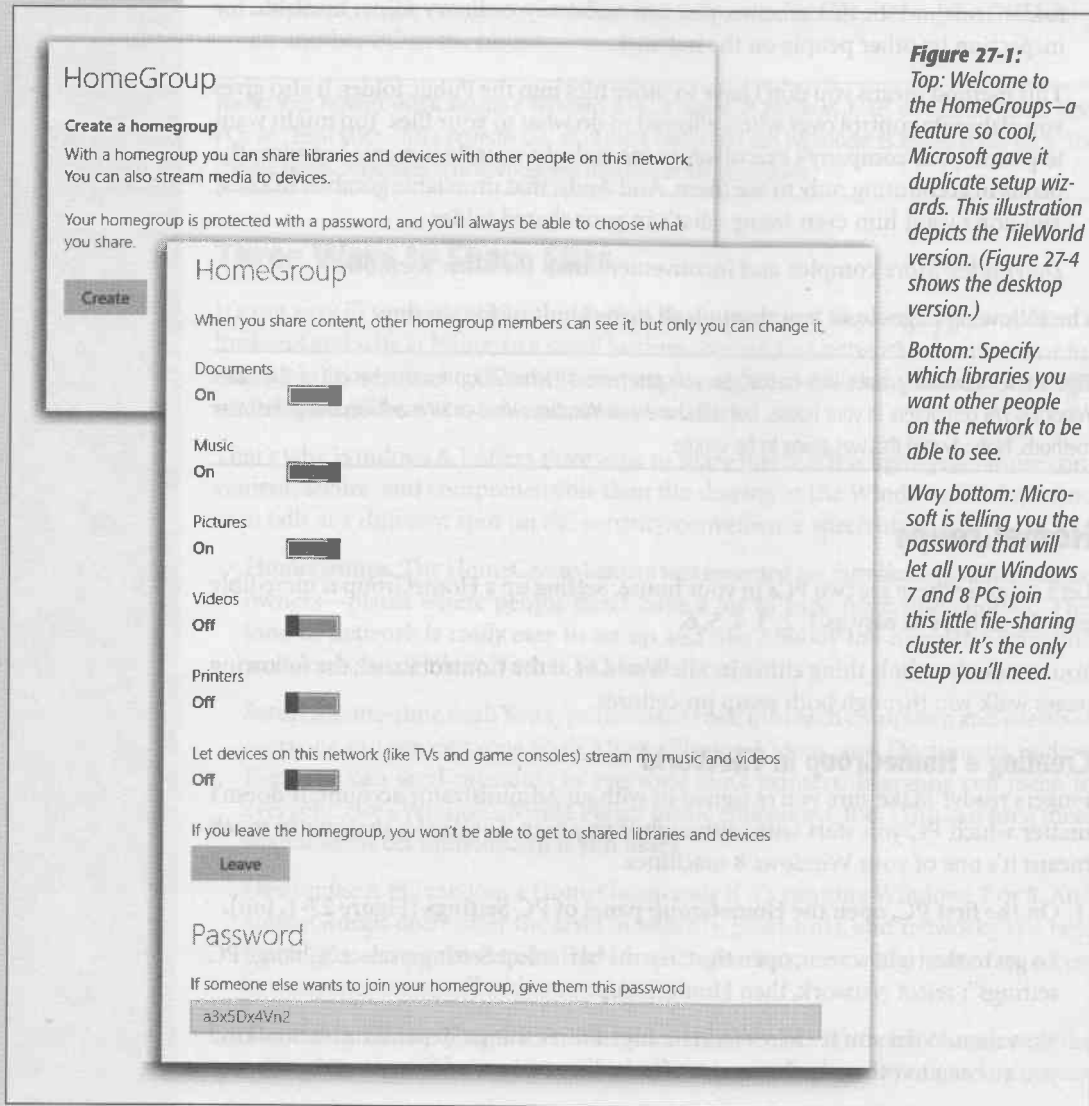 HomeGroup
Create a homegroup
With a homegroup you can share libraries and devices with other people on this network.
You can also stream media to devices.
Your homegroup is protected with a password, and you'll always be able to choose what
you share.
Create
HomeGroup
When you share content, other homegroup members can see it, but only you can change it.
Documents
On
Music
On
Pictures
On
Videos
Off
Printers
Off
Let devices on this network (like TVs and game consoles) stream my music and videos
Off
If you leave the homegroup, you won't be able to get to shared libraries and devices
Leave
Password
If someone else wants to join your homegroup, give them this password
a3x5Dx4Vn2
Figure 27-1:
Top: Welcome to
the HomeGroups—a
feature so cool,
Microsoft gave it
duplicate setup wiz-
ards. This illustration
depicts the TileWorld
version. (Figure 27-4
shows the desktop
version.)
Bottom: Specify
which libraries you
want other people
on the network to be
able to see.
Way bottom: Micro-
soft is telling you the
password that will
let all your Windows
7 and 8 PCs join
this little file-sharing
cluster. It's the only
setup you'll need.